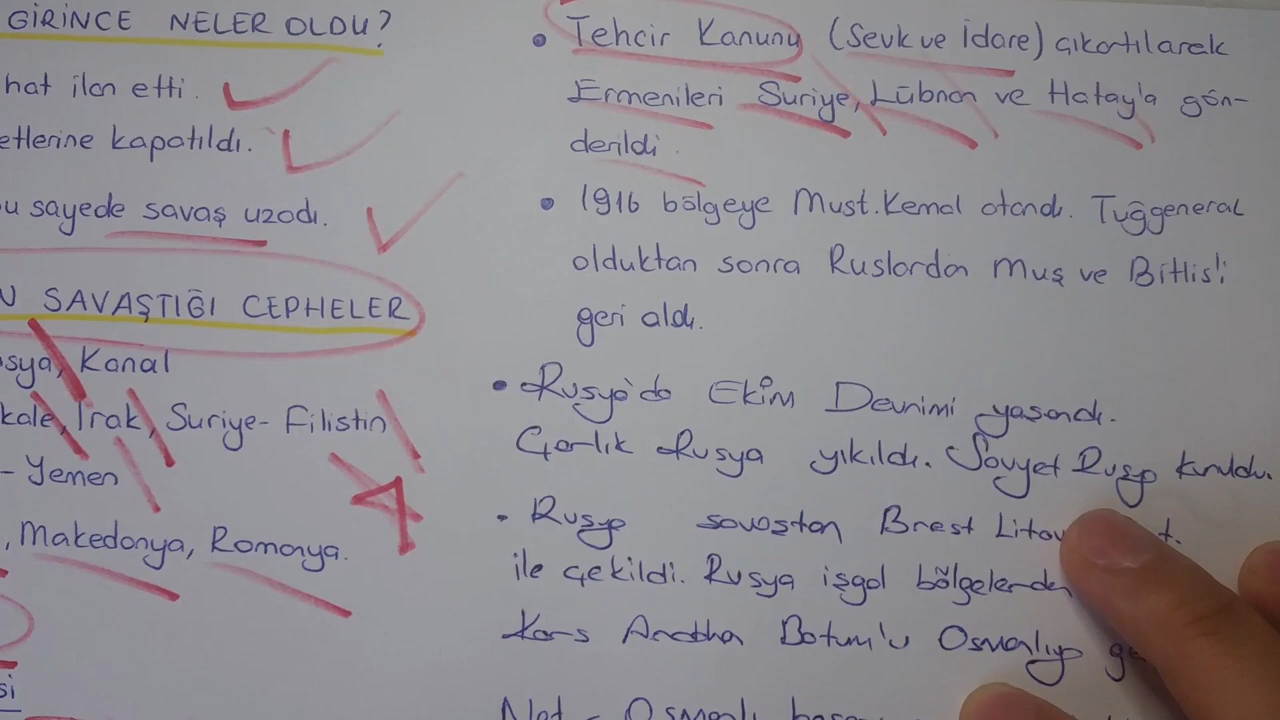 GİRİNCE NELER OLDU?
hat ilan etti.
etlerine kapatıldı.
u sayede savaş uzadı.
SAVAŞTIĞI CEPHELER
sya, Kanal
kale, Irak, Suriye- Filistin
- Yemen
, Makedonya, Romanya.
si
• Tehcir Kanunu (Sevk ve İdare) çıkartılarak
Ermenileri Suriye, Lübnan ve Hatay'a gön-
derildi.
• 1916 bölgeye Must. Kemal atandı. Tuğgeneral
olduktan sonra Ruslardan Muş ve Bitlis'i
geri aldı.
• Rusya'da Ekim Devrimi yaşandı.
Çarlık Rusya yıkıldı. Sovyet Rusya kuruldu.
• Rusya savaştan Brest Litov t.
ile çekildi. Rusya işgal bölgelerden
Kars Ardahan Batum'u Osmanlıya ge
Not - Osmanlı